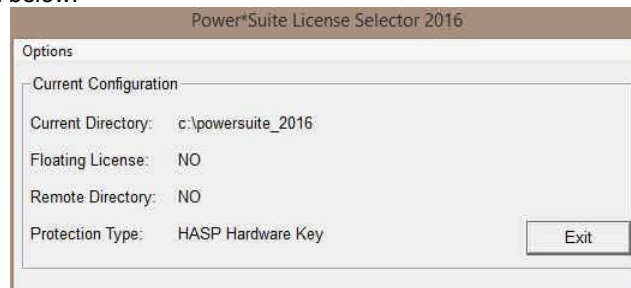 below.
Power*Suite License Selector 2016
Options
Current Configuration
Current Directory: c:\powersuite_2016
Floating License: NO
Remote Directory: NO
Protection Type: HASP Hardware Key
Exit